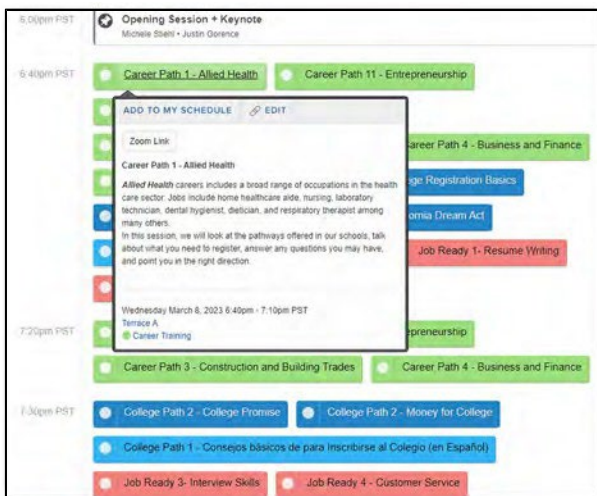 6:00pm PST
Opening Session + Keynote
Michele Stiehl • Justin Gorence
6:40pm PST
Career Path 1 - Allied Health
Career Path 11 - Entrepreneurship
ADD TO MY SCHEDULE
EDIT
Zoom Link
Career Path 4 - Business and Finance
Career Path 1 - Allied Health
ege Registration Basics
Allied Health careers includes a broad range of occupations in the health
care sector. Jobs include home healthcare aide, nursing, laboratory
technician, dental hygienist, dietician, and respiratory therapist among
many others.
ornia Dream Act
In this session, we will look at the pathways offered in our schools, talk
about what you need to register, answer any questions you may have,
and point you in the right direction.
Job Ready 1- Resume Writing
Wednesday March 8, 2023 6:40pm - 7:10pm PST
Terrace A
Career Training
7:20pm PST
epreneurship
Career Path 3 - Construction and Building Trades
Career Path 4 - Business and Finance
7:30pm PST
College Path 2 - College Promise
College Path 2 - Money for College
College Path 1 - Consejos básicos de para Inscribirse al Colegio (en Español)
Job Ready 3- Interview Skills
Job Ready 4 - Customer Service